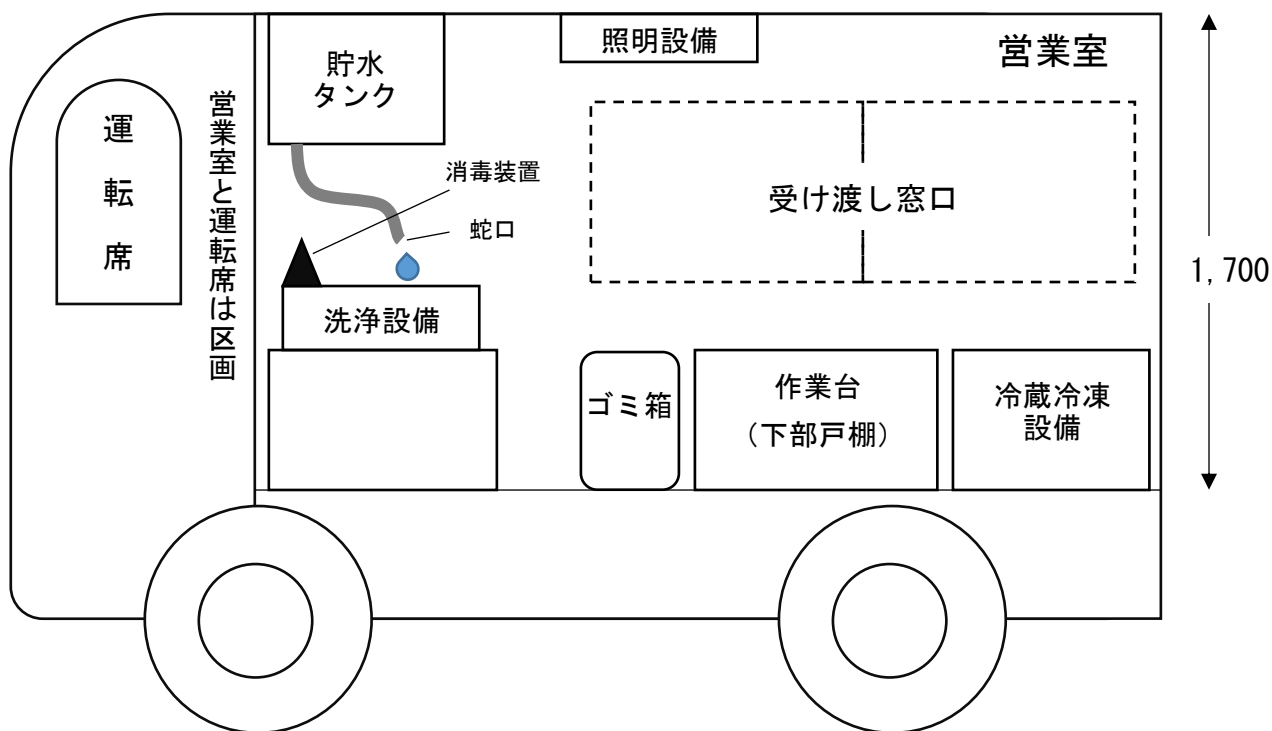 運転席
営業室と運転席は区画
貯水
タンク
照明設備
営業室
消毒装置
蛇口
受け渡し窓口
洗浄設備
ゴミ箱
作業台
（下部戸棚）
冷蔵冷凍
設備
1,700